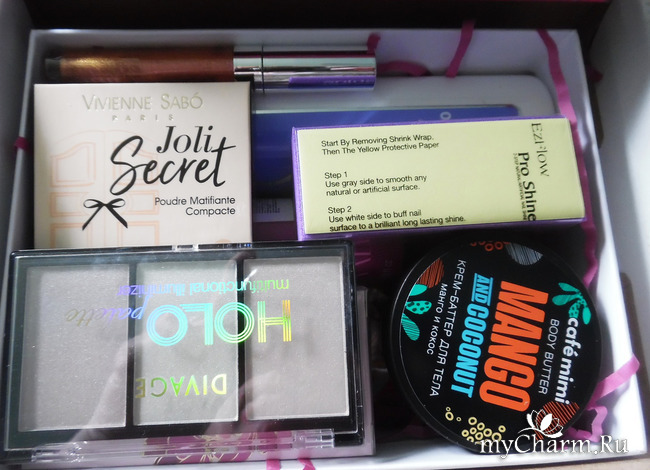 VIVIENNE SABÓ
PARIS
Joli
Secret
Poudre Matifiante
Compacte
Start By Removing Shrink Wrap.
Then The Yellow Protective Paper
Step 1
Use gray side to smooth any
natural or artificial surface.
Step 2
Use white side to buff nail
surface to a brilliant long lasting shine.
EzFlow
Pro Shine
DIVAGE
HOLO
palette
multifunctional illuminizer
café mimi
BODY BUTTER
MANGO
AND COCONUT
КРЕМ-БАТТЕР ДЛЯ ТЕЛА
манго и кокос
myCharm.Ru